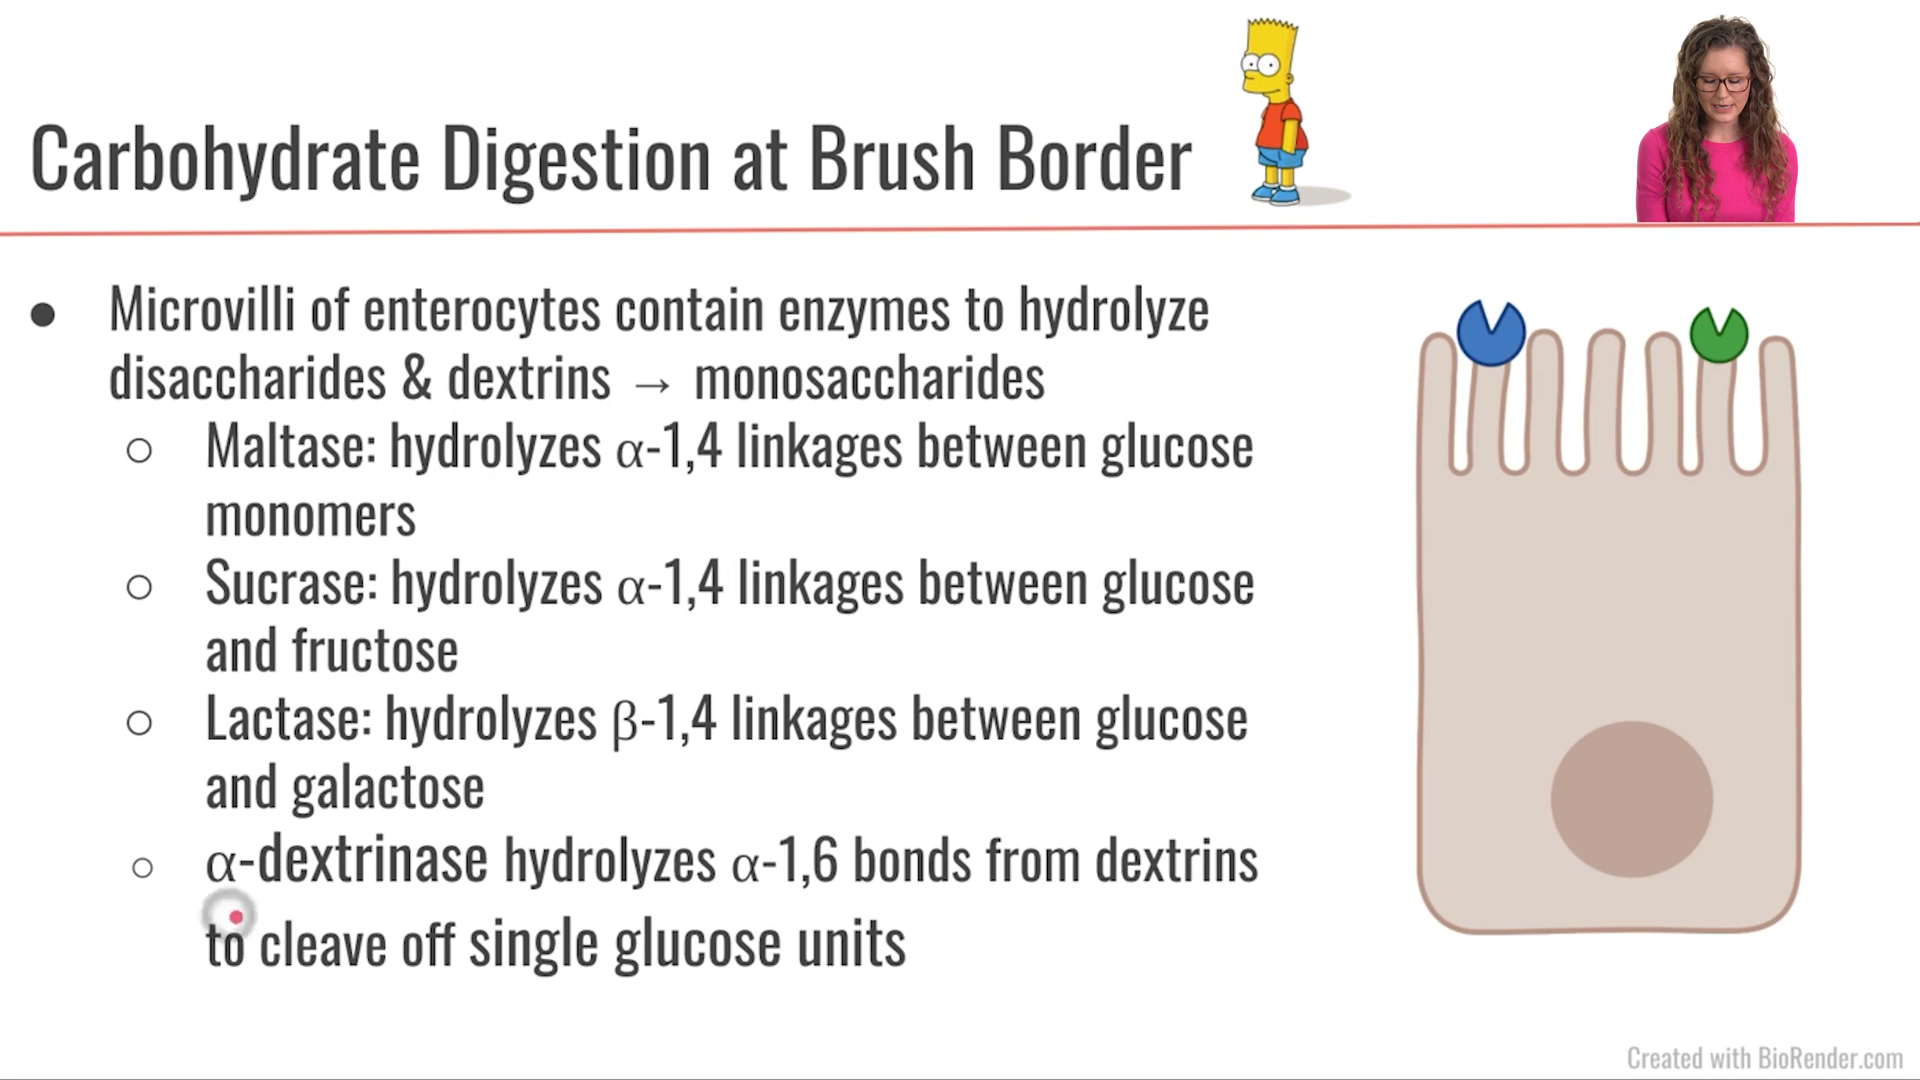 Carbohydrate Digestion at Brush Border
● Microvilli of enterocytes contain enzymes to hydrolyze
disaccharides & dextrins → monosaccharides
○ Maltase: hydrolyzes α-1,4 linkages between glucose
monomers
○ Sucrase: hydrolyzes α-1,4 linkages between glucose
and fructose
○ Lactase: hydrolyzes β-1,4 linkages between glucose
and galactose
○ α-dextrinase hydrolyzes α-1,6 bonds from dextrins
to cleave off single glucose units
Created with BioRender.com